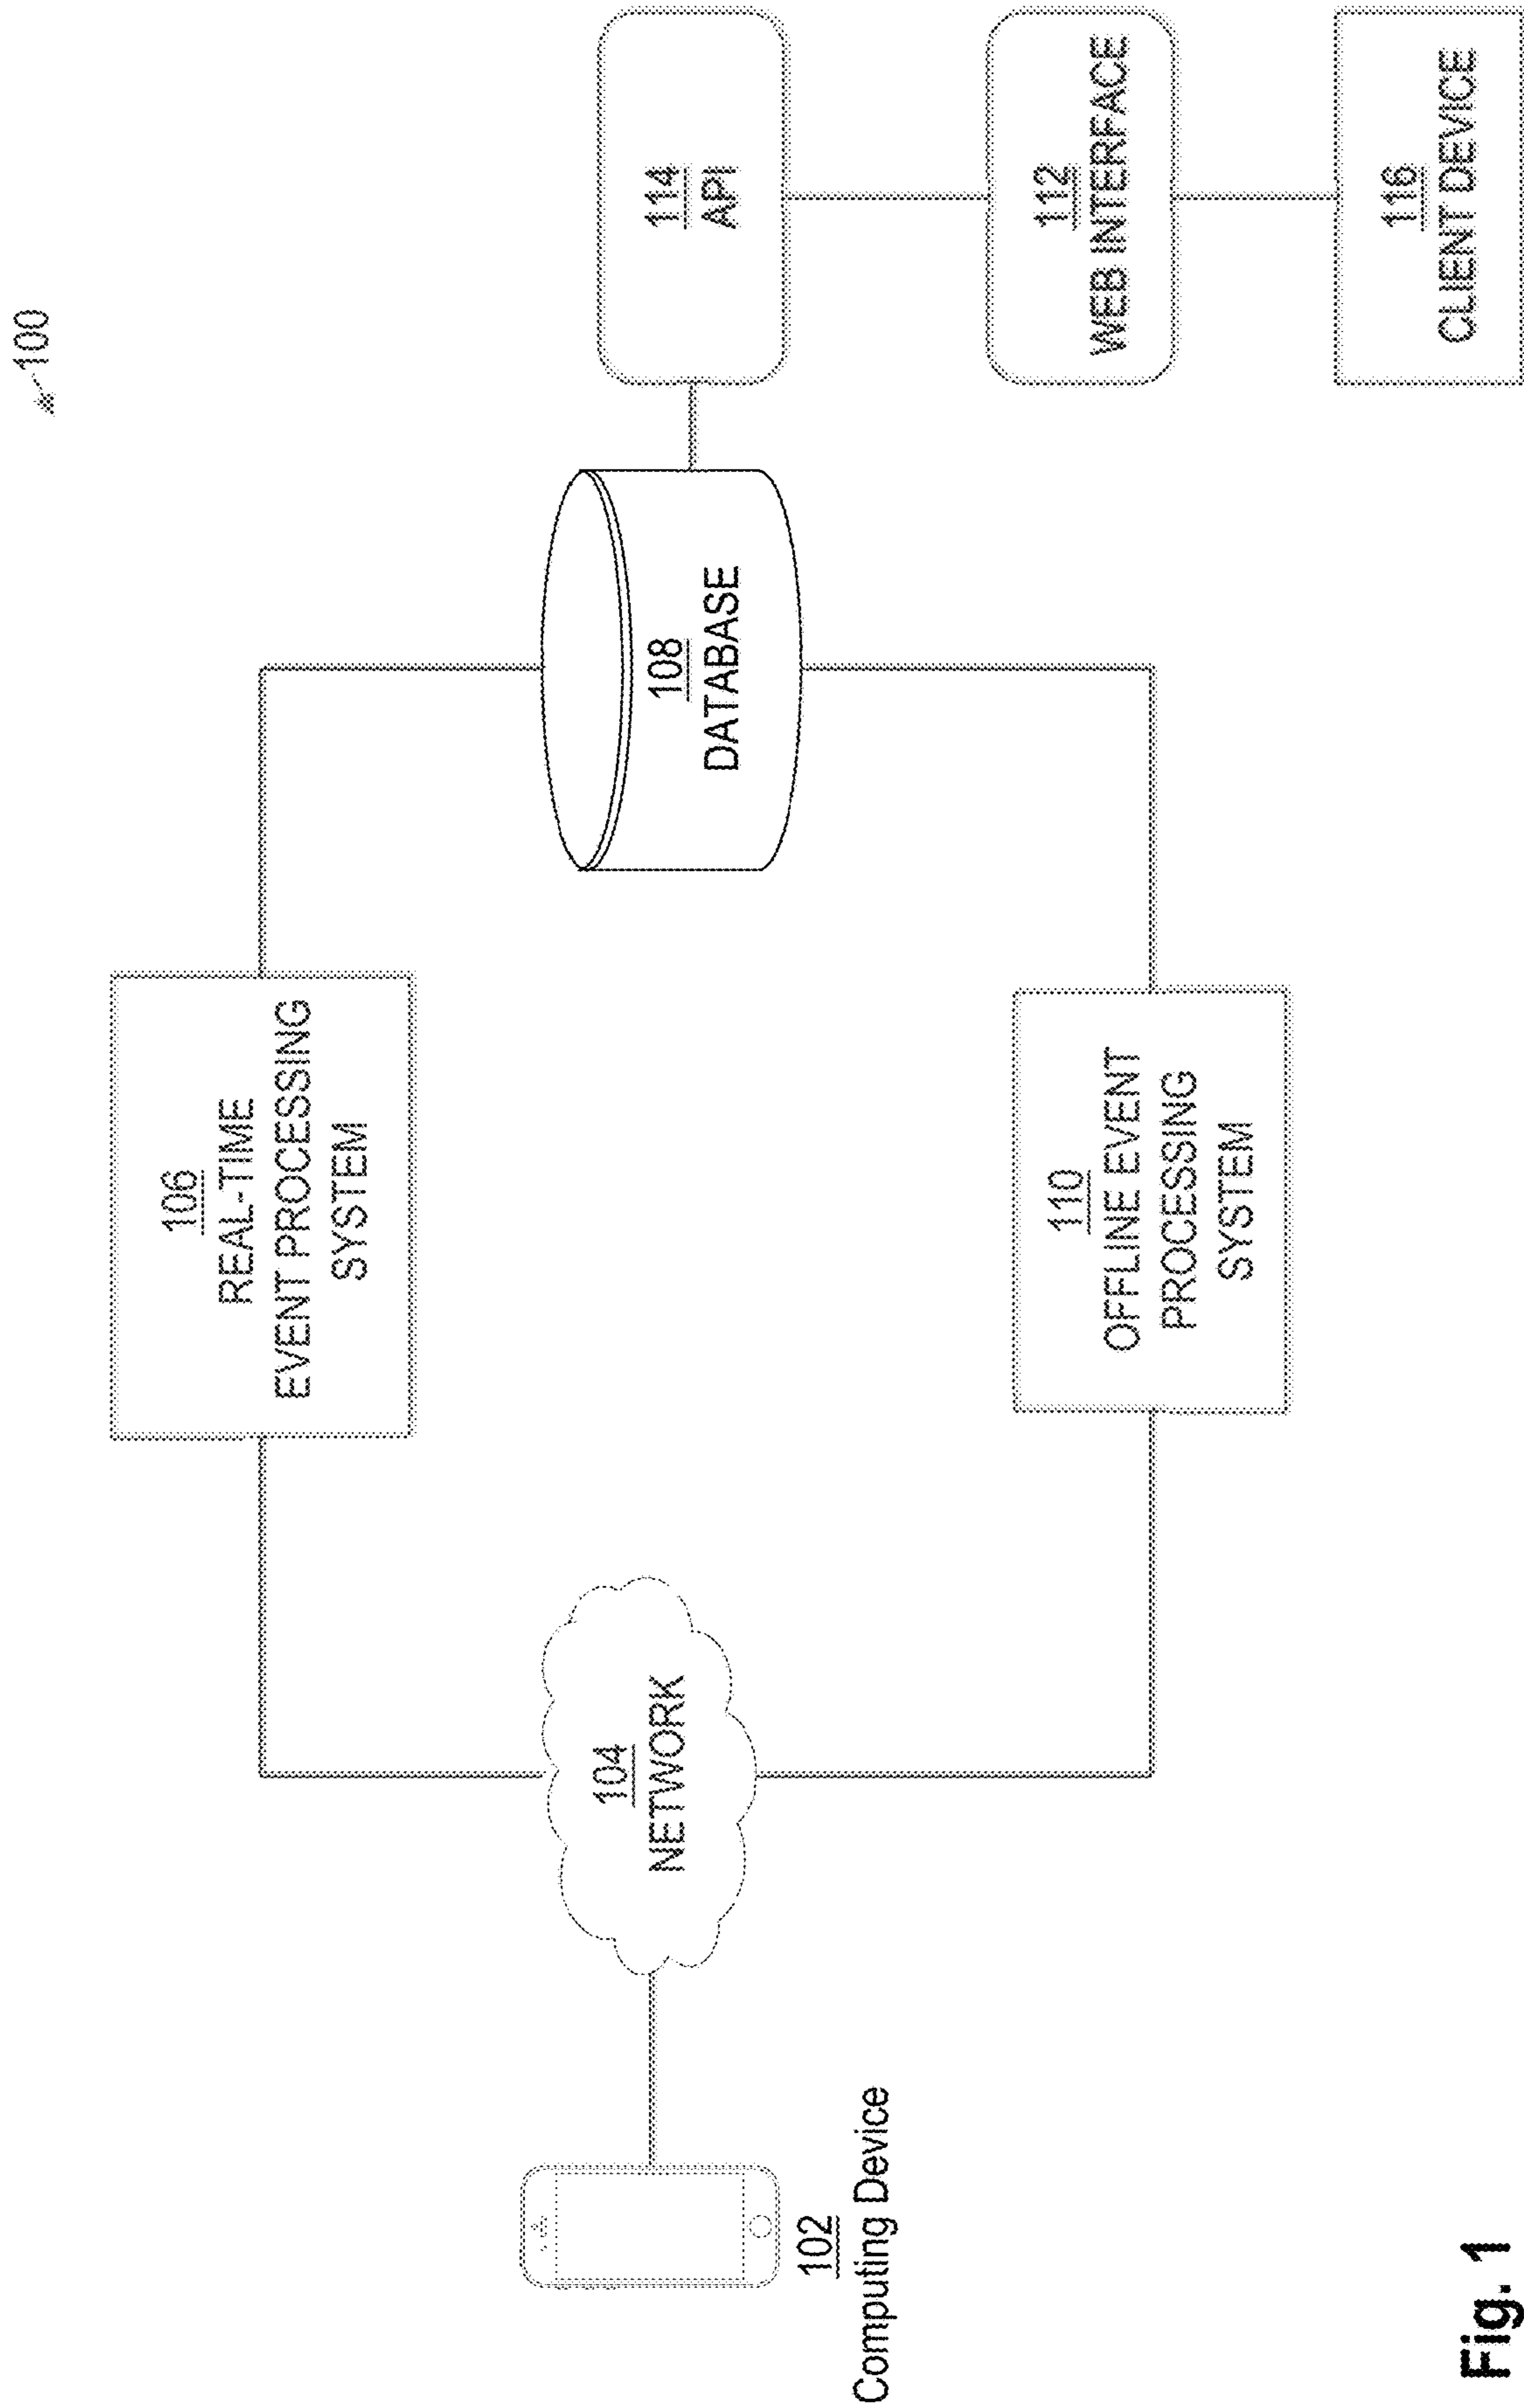 100
106
REAL-TIME
EVENT PROCESSING
SYSTEM
102
Computing Device
104
NETWORK
108
DATABASE
114
API
112
WEB INTERFACE
116
CLIENT DEVICE
110
OFFLINE EVENT
PROCESSING
SYSTEM
Fig. 1